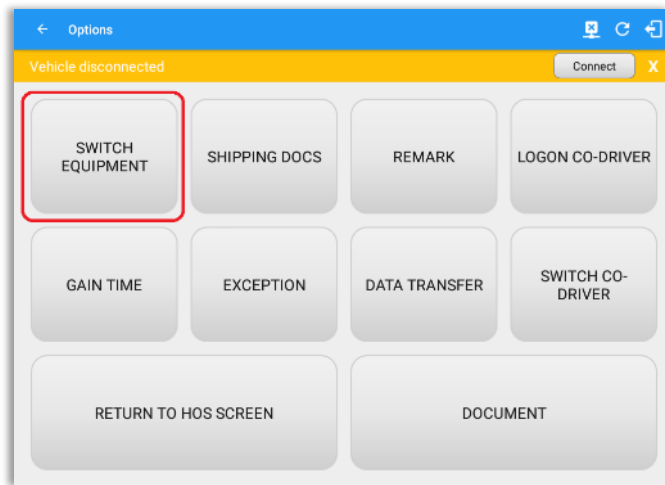 Options
Vehicle disconnected
Connect
X
SWITCH
EQUIPMENT
SHIPPING DOCS
REMARK
LOGON CO-DRIVER
GAIN TIME
EXCEPTION
DATA TRANSFER
SWITCH CO-
DRIVER
RETURN TO HOS SCREEN
DOCUMENT